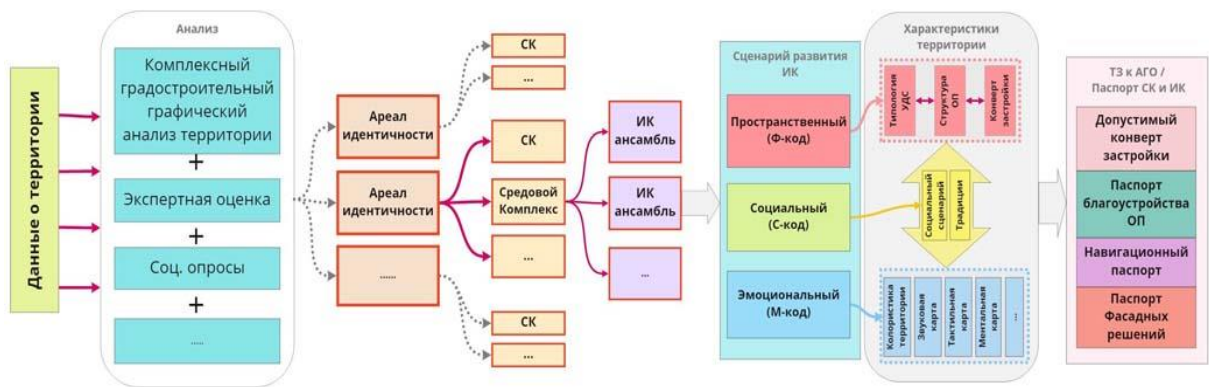 Данные о территории
Анализ
Комплексный
градостроительный
графический
анализ территории
+
Экспертная оценка
+
Соц. опросы
+
.....
Ареал
идентичности
Ареал
идентичности
......
СК
...
СК
Средовой
Комплекс
...
СК
...
ИК
ансамбль
ИК
ансамбль
...
Сценарий развития
ИК
Пространственный
(Ф-код)
Социальный
(С-код)
Эмоциональный
(М-код)
Характеристики
территории
Типология
УДС
Структура
ОП
Конверт
застройки
Социальный
сценарий
Традиции
Колористика
территории
Звуковая
карта
Тактильная
карта
Ментальная
карта
...
ТЗ к АГО /
Паспорт СК и ИК
Допустимый
конверт
застройки
Паспорт
благоустройства
ОП
Навигационный
паспорт
Паспорт
Фасадных
решений